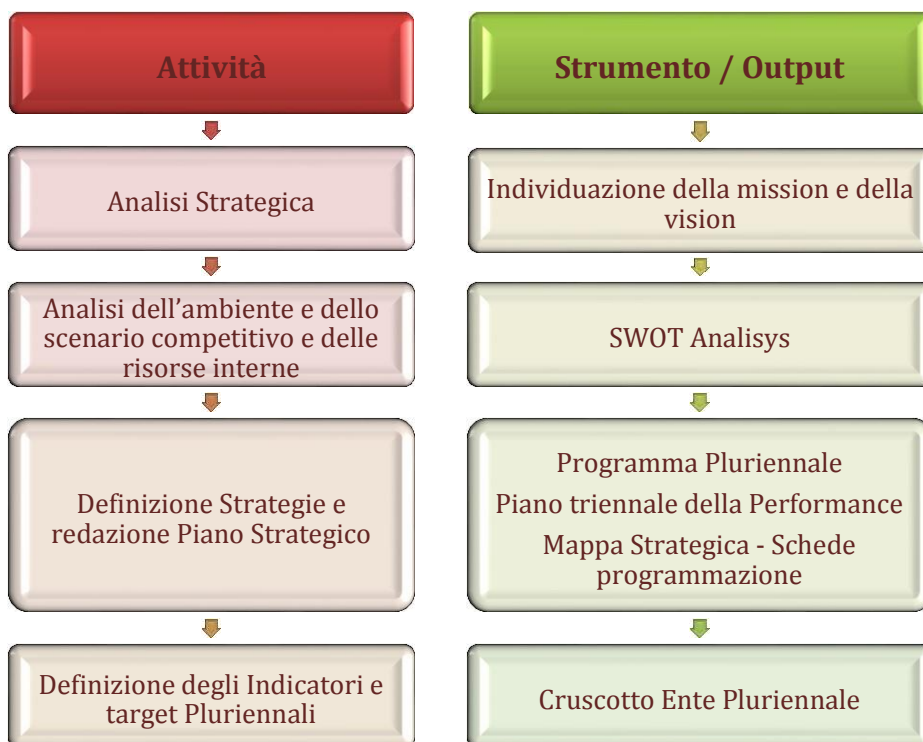 Attività
Analisi Strategica
Analisi dell’ambiente e dello
scenario competitivo e delle
risorse interne
Definizione Strategie e
redazione Piano Strategico
Definizione degli Indicatori e
target Pluriennali
Strumento / Output
Individuazione della mission e della
vision
SWOT Analisys
Programma Pluriennale
Piano triennale della Performance
Mappa Strategica - Schede
programmazione
Cruscotto Ente Pluriennale